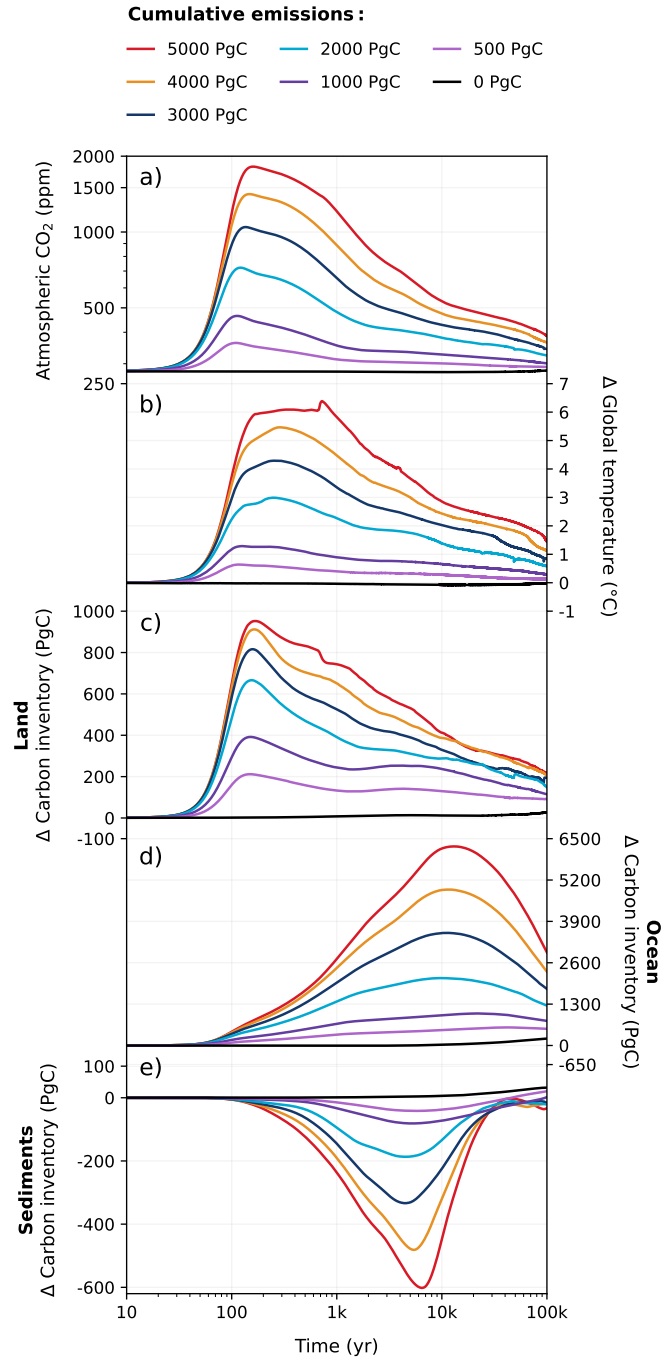 Cumulative emissions:
5000 PgC
2000 PgC
500 PgC
4000 PgC
1000 PgC
0 PgC
3000 PgC
a)
Atmospheric CO₂ (ppm)
2000
1500
1000
500
250
b)
Δ Global temperature (°C)
7
6
5
4
3
2
1
0
-1
c)
Land
Δ Carbon inventory (PgC)
1000
800
600
400
200
0
-100
d)
Ocean
Δ Carbon inventory (PgC)
6500
5200
3900
2600
1300
0
-650
e)
Sediments
Δ Carbon inventory (PgC)
100
0
-200
-400
-600
10
100
1k
10k
100k
Time (yr)